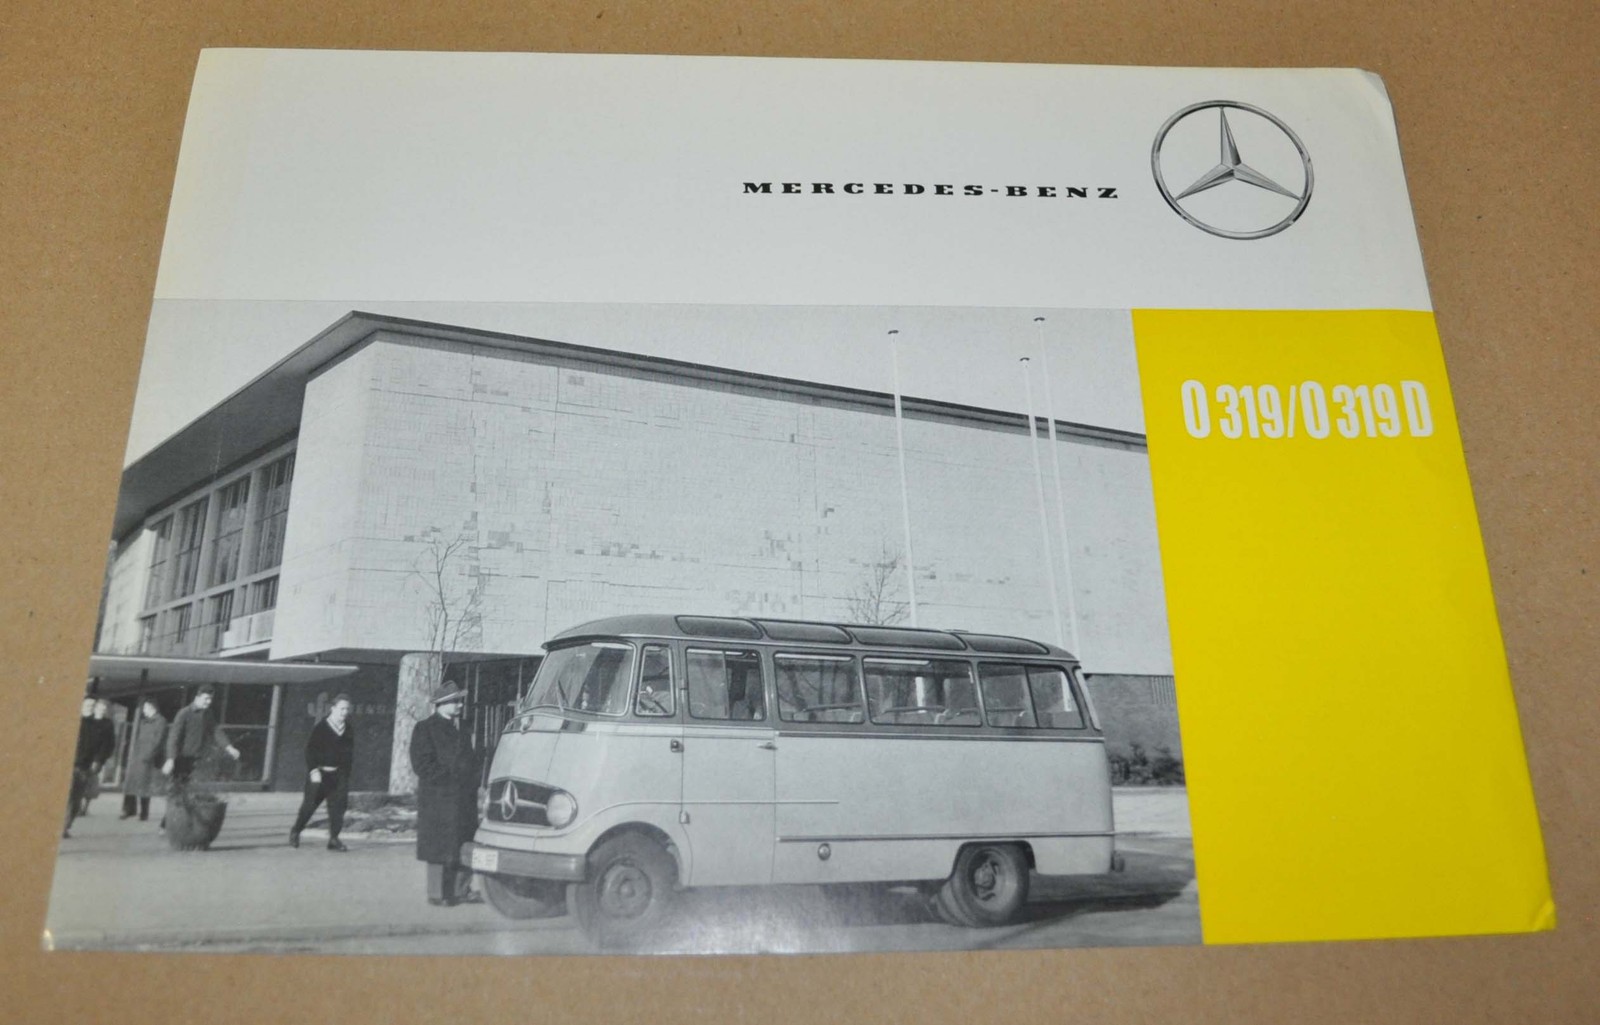 MERCEDES-BENZ
O 319/O 319 D